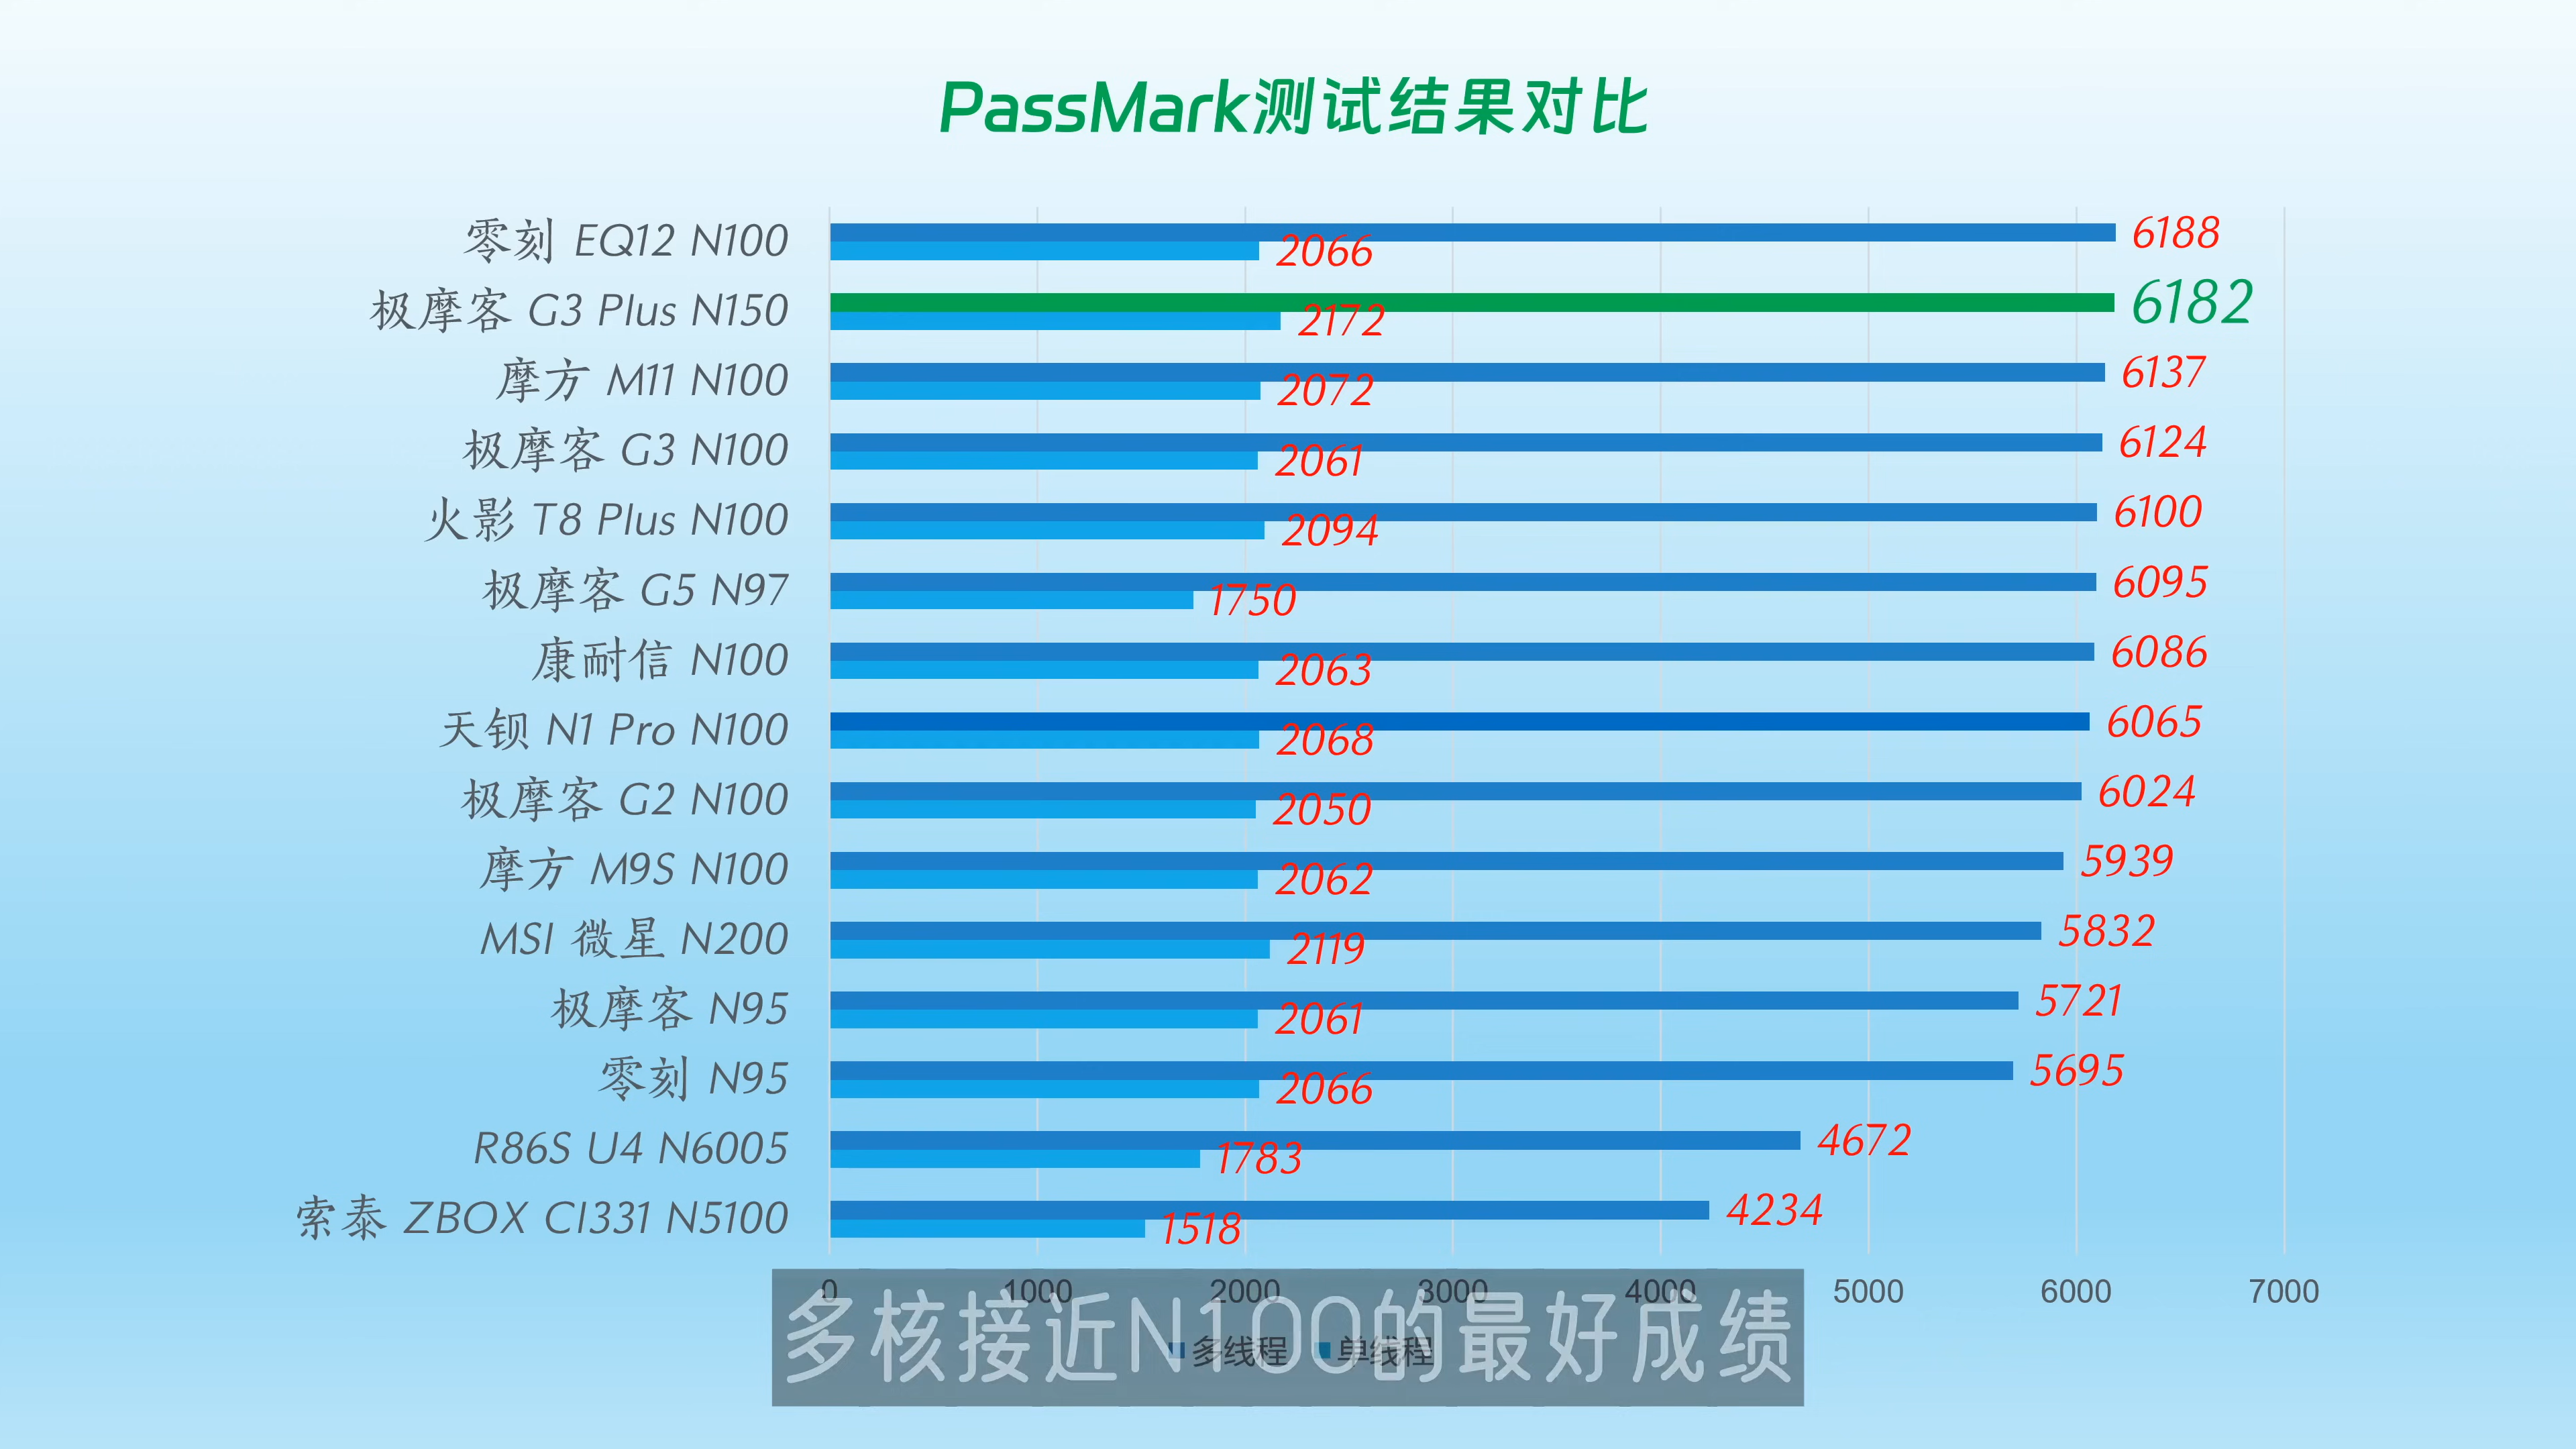 PassMark测试结果对比
零刻 EQ12 N100 6188
2066
极摩客 G3 Plus N150 6182
2172
摩方 M11 N100 6137
2072
极摩客 G3 N100 6124
2061
火影 T8 Plus N100 6100
2094
极摩客 G5 N97 6095
1750
康耐信 N100 6086
2063
天钡 N1 Pro N100 6065
2068
极摩客 G2 N100 6024
2050
摩方 M9S N100 5939
2062
MSI 微星 N200 5832
2119
极摩客 N95 5721
2061
零刻 N95 5695
2066
R86S U4 N6005 4672
1783
索泰 ZBOX CI331 N5100 4234
1518
0 1000 2000 3000 4000 5000 6000 7000
多线程 单线程
多核接近N100的最好成绩